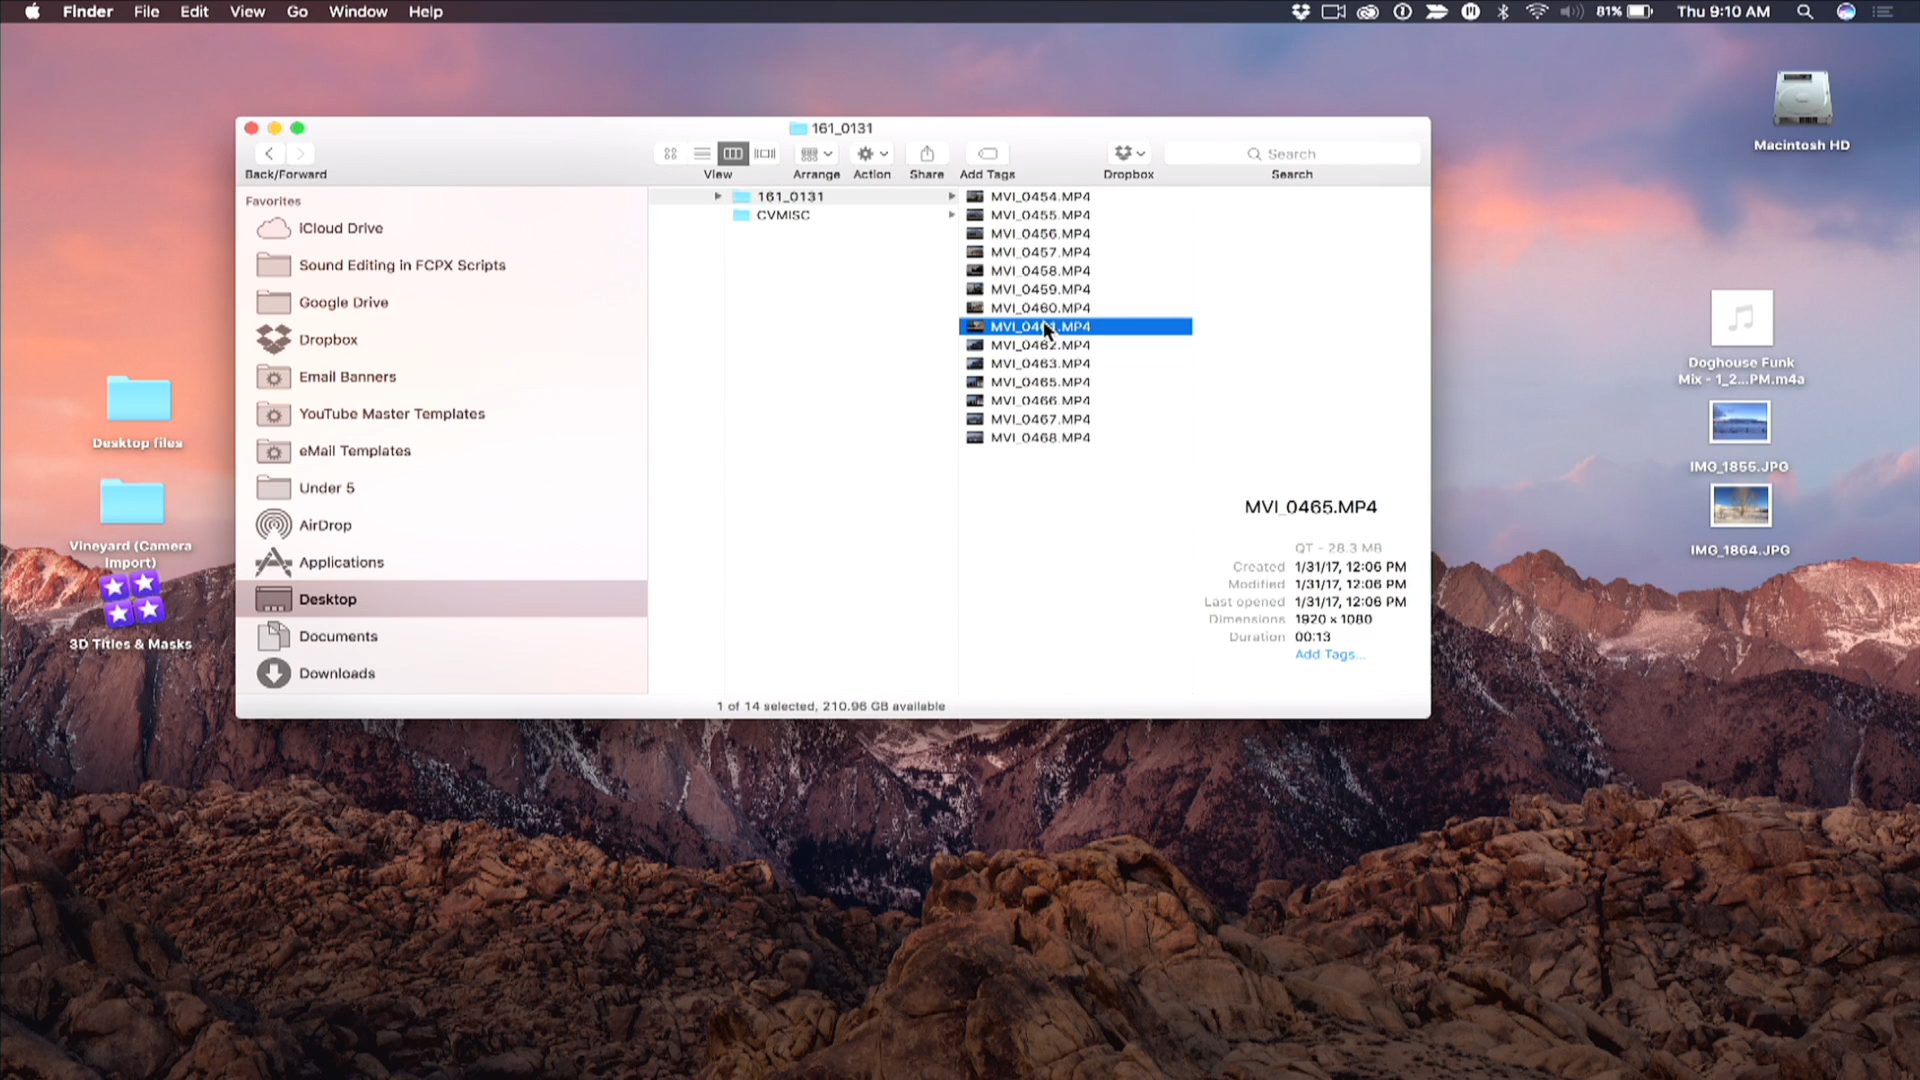 Finder File Edit View Go Window Help
81% Thu 9:10 AM
161_0131
Back/Forward View Arrange Action Share Add Tags Dropbox Search
Search
Favorites
iCloud Drive
Sound Editing in FCPX Scripts
Google Drive
Dropbox
Email Banners
YouTube Master Templates
eMail Templates
Under 5
AirDrop
Applications
Desktop
Documents
Downloads
161_0131
CVMISC
MVI_0454.MP4
MVI_0455.MP4
MVI_0456.MP4
MVI_0457.MP4
MVI_0458.MP4
MVI_0459.MP4
MVI_0460.MP4
MVI_0461.MP4
MVI_0462.MP4
MVI_0463.MP4
MVI_0465.MP4
MVI_0466.MP4
MVI_0467.MP4
MVI_0468.MP4
MVI_0465.MP4
QT - 28.3 MB
Created 1/31/17, 12:06 PM
Modified 1/31/17, 12:06 PM
Last opened 1/31/17, 12:06 PM
Dimensions 1920 × 1080
Duration 00:13
Add Tags...
1 of 14 selected, 210.96 GB available
Desktop files
Vineyard (Camera
Import)
3D Titles & Masks
Macintosh HD
Doghouse Funk
Mix - 1_2...PM.m4a
IMG_1855.JPG
IMG_1864.JPG